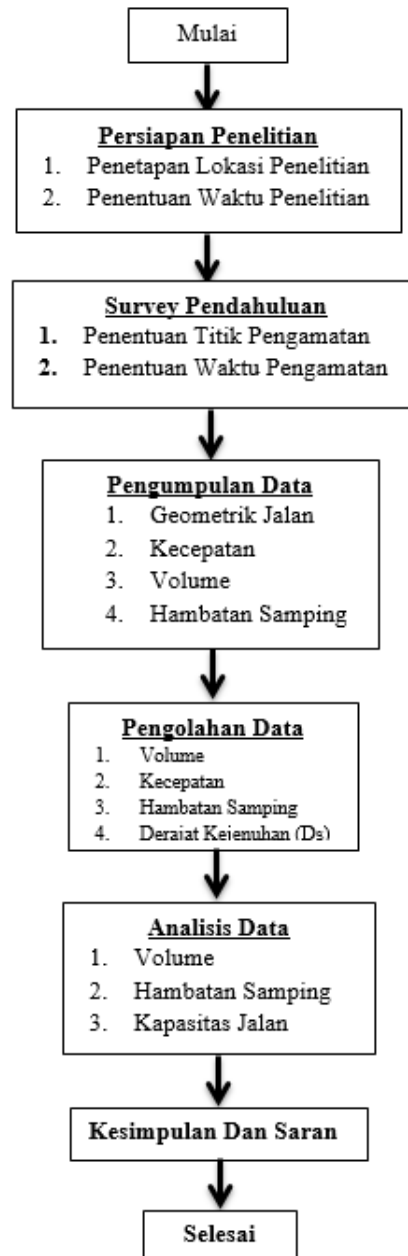 Mulai
Persiapan Penelitian
1. Penetapan Lokasi Penelitian
2. Penentuan Waktu Penelitian
Survey Pendahuluan
1. Penentuan Titik Pengamatan
2. Penentuan Waktu Pengamatan
Pengumpulan Data
1. Geometrik Jalan
2. Kecepatan
3. Volume
4. Hambatan Samping
Pengolahan Data
1. Volume
2. Kecepatan
3. Hambatan Samping
4. Derajat Kejenuhan (Ds)
Analisis Data
1. Volume
2. Hambatan Samping
3. Kapasitas Jalan
Kesimpulan Dan Saran
Selesai